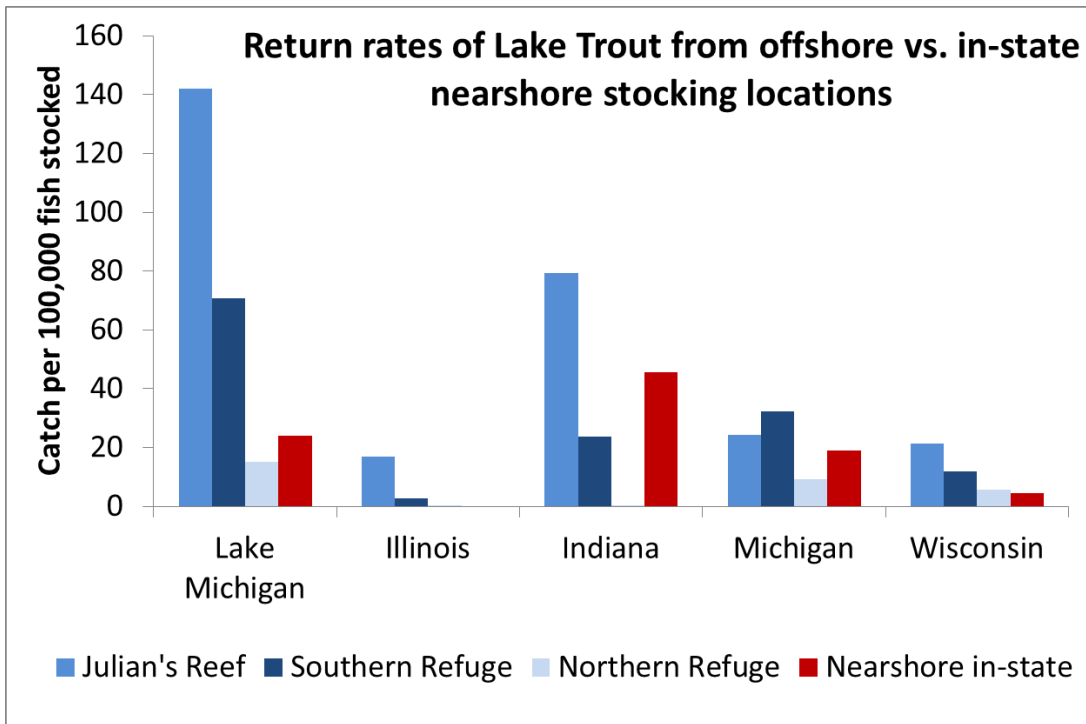 Return rates of Lake Trout from offshore vs. in-state
nearshore stocking locations
Catch per 100,000 fish stocked
160
140
120
100
80
60
40
20
0
Lake
Michigan
Illinois
Indiana
Michigan
Wisconsin
Julian's Reef
Southern Refuge
Northern Refuge
Nearshore in-state